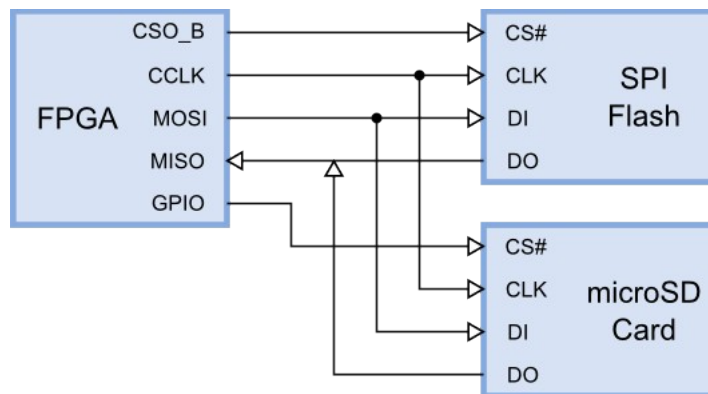 FPGA
CSO_B
CCLK
MOSI
MISO
GPIO
CS#
CLK
DI
DO
SPI
Flash
CS#
CLK
DI
DO
microSD
Card